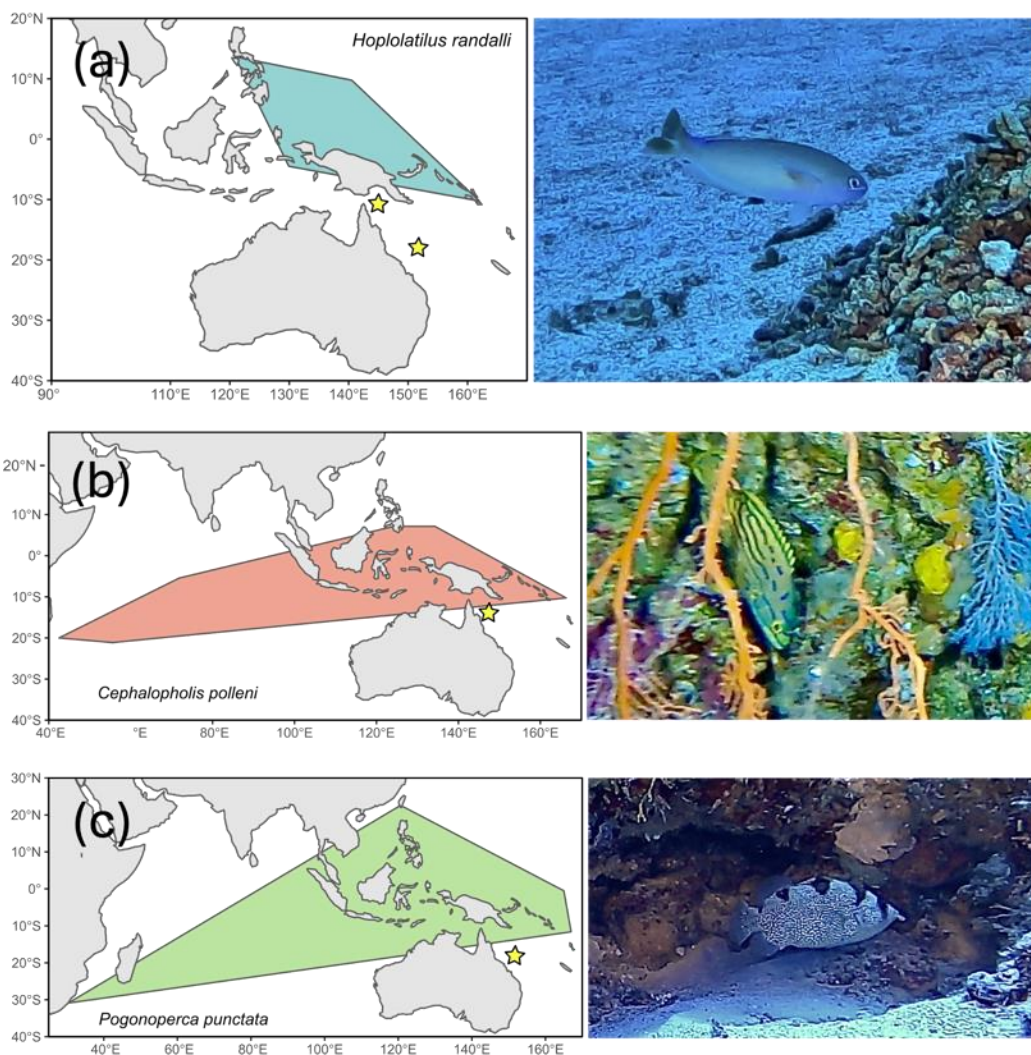 20°N
(a)
Hoplolatilus randalli
10°N
0°
10°S
20°S
30°S
40°S
90°
110°E
120°E
130°E
140°E
150°E
160°E
(b)
20°N
10°N
0°
10°S
20°S
30°S
40°S
Cephalopholis polleni
40°E
°E
80°E
100°E
120°E
140°E
160°E
30°N
(c)
20°N
10°N
0°
10°S
20°S
30°S
40°S
Pogonoperca punctata
40°E
60°E
80°E
100°E
120°E
140°E
160°E